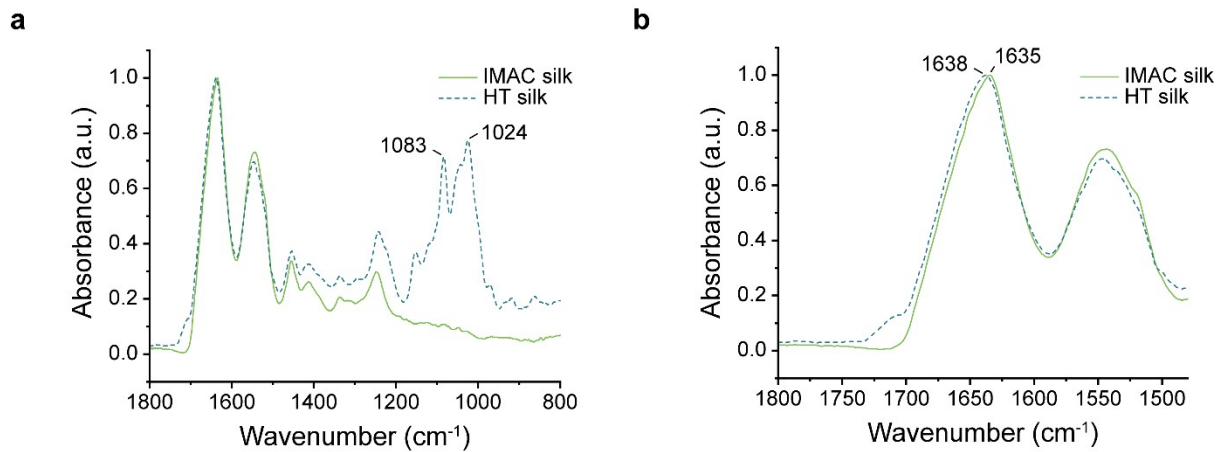 a
IMAC silk
HT silk
1083
1024
1.0
0.8
0.6
0.4
0.2
0.0
Absorbance (a.u.)
1800
1600
1400
1200
1000
800
Wavenumber (cm⁻¹)
b
1638
1635
IMAC silk
HT silk
1.0
0.8
0.6
0.4
0.2
0.0
Absorbance (a.u.)
1800
1750
1700
1650
1600
1550
1500
Wavenumber (cm⁻¹)